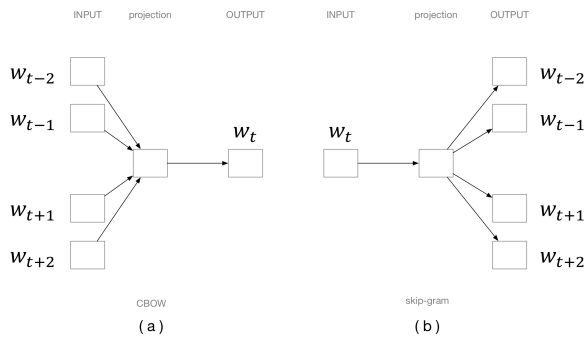 INPUT projection OUTPUT INPUT projection OUTPUT
w_{t−2} w_{t−2}
w_{t−1} w_{t−1}
w_t w_t
w_{t+1} w_{t+1}
w_{t+2} w_{t+2}
CBOW skip-gram
( a ) ( b )